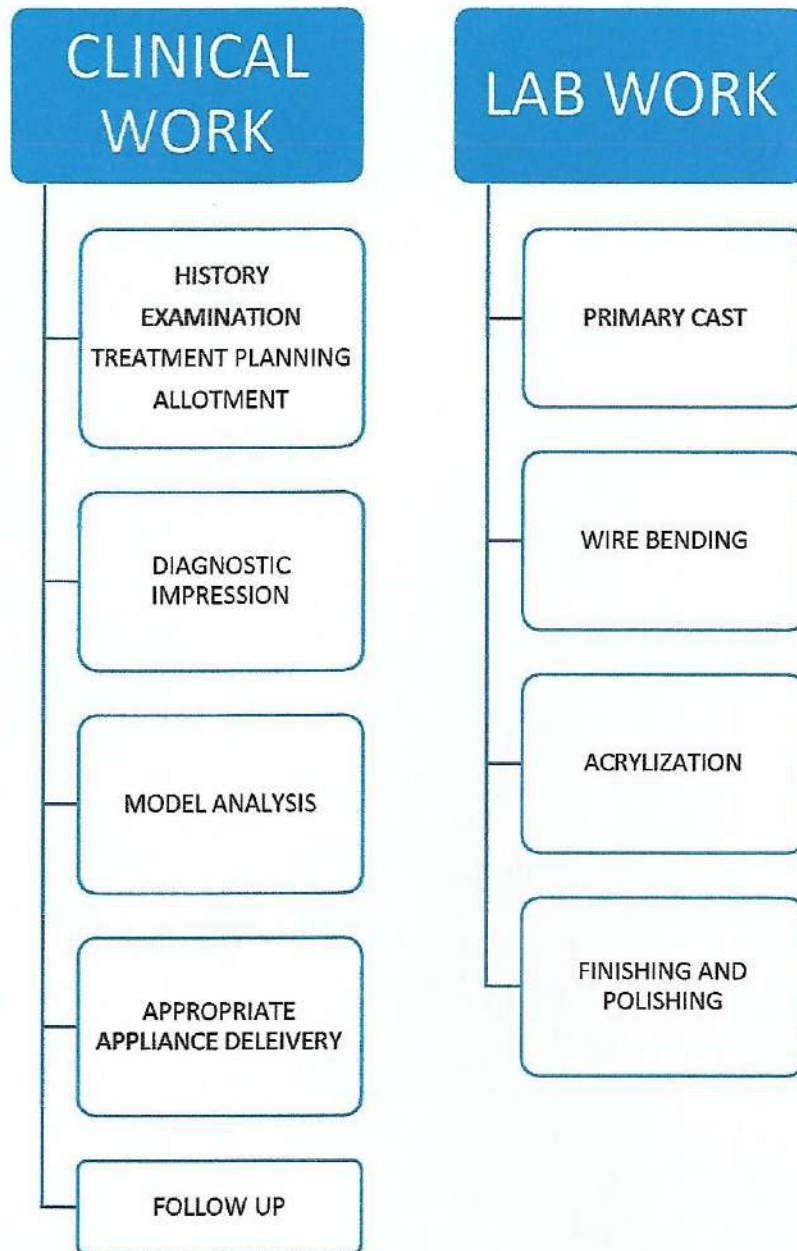 CLINICAL
WORK
HISTORY
EXAMINATION
TREATMENT PLANNING
ALLOTMENT
DIAGNOSTIC
IMPRESSION
MODEL ANALYSIS
APPROPRIATE
APPLIANCE DELEIVERY
FOLLOW UP
LAB WORK
PRIMARY CAST
WIRE BENDING
ACRYLIZATION
FINISHING AND
POLISHING